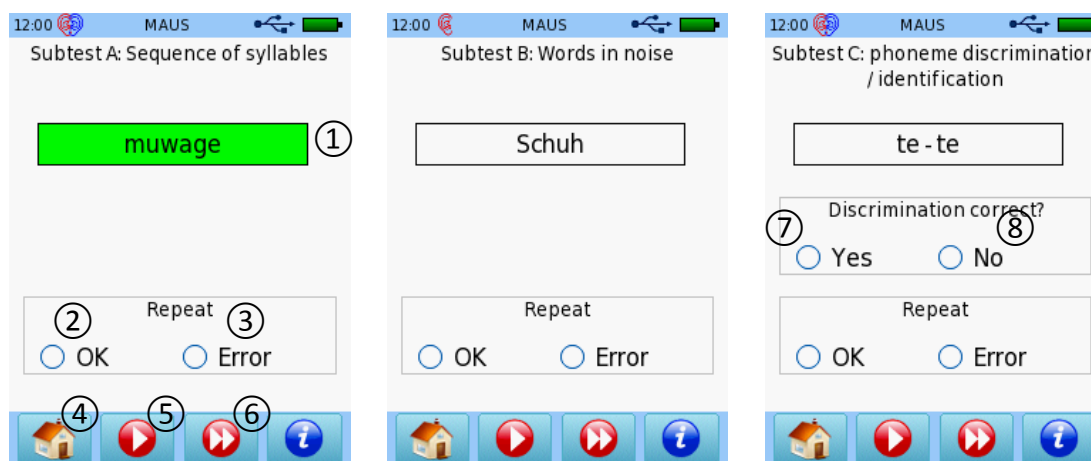 12:00 MAUS
Subtest A: Sequence of syllables
muwage ①
Repeat
② ③
OK Error
④ ⑤ ⑥
i
12:00 MAUS
Subtest B: Words in noise
Schuh
Repeat
OK Error
i
12:00 MAUS
Subtest C: phoneme discrimination
/ identification
te - te
Discrimination correct?
⑦ ⑧
Yes No
Repeat
OK Error
i